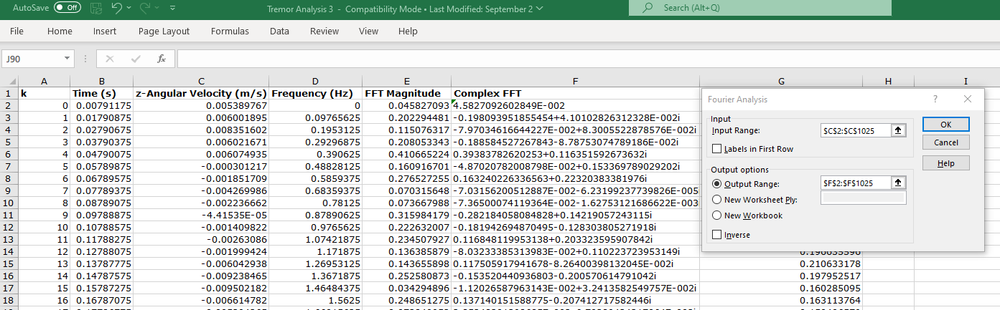 AutoSave Off Tremor Analysis 3 - Compatibility Mode • Last Modified: September 2 Search (Alt+Q)
File Home Insert Page Layout Formulas Data Review View Help
J90 fx
A B C D E F G H I
1 k Time (s) z-Angular Velocity (m/s) Frequency (Hz) FFT Magnitude Complex FFT
2 0 0.00791175 0.005389767 0 0.045827093 4.5827092602849E-002
3 1 0.01790875 0.006001895 0.09765625 0.202294481 -0.198093951855454+4.10102826312328E-002i
4 2 0.02790675 0.008351602 0.1953125 0.115076317 -7.97034616644227E-002+8.3005522878576E-002i
5 3 0.03790375 0.006021671 0.29296875 0.208053343 -0.188584527267843-8.78753074789186E-002i
6 4 0.04790075 0.006074935 0.390625 0.410665224 0.39383782620253+0.116351592673632i
7 5 0.05789875 -0.000301217 0.48828125 0.160916701 -4.87020782008798E-002+0.153369789029202i
8 6 0.06789575 -0.001851709 0.5859375 0.276527255 0.163240226336563+0.22320383381976i
9 7 0.07789375 -0.004269986 0.68359375 0.070315648 -7.03156200512887E-002-6.23199237739826E-005
10 8 0.08789075 -0.002236662 0.78125 0.073667988 -7.36500074119364E-002-1.62753121686622E-003
11 9 0.09788875 -4.41535E-05 0.87890625 0.315984179 -0.282184058084828+0.14219057243115i
12 10 0.10788575 -0.001409822 0.9765625 0.222632007 -0.181942694870495-0.128303805271918i
13 11 0.11788275 -0.00263086 1.07421875 0.234507927 0.116848119953138+0.203323595907842i
14 12 0.12788075 -0.001999424 1.171875 0.136385879 -8.03233385313983E-002+0.110223723953149i
15 13 0.13787775 -0.006042938 1.26953125 0.143655898 0.117505917941678-8.26400398132045E-002i 0.210633178
16 14 0.14787575 -0.009238465 1.3671875 0.252580873 -0.153520440936803-0.200570614791042i 0.197952517
17 15 0.15787275 -0.009502182 1.46484375 0.034294896 -1.12026587963143E-002+3.2413582549757E-002i 0.160285095
18 16 0.16787075 -0.006614782 1.5625 0.248651275 0.137140151588775-0.207412717582446i 0.163113764
Fourier Analysis ?
Input
Input Range: $C$2:$C$1025
Labels in First Row
Output options
Output Range: $F$2:$F$1025
New Worksheet Ply:
New Workbook
Inverse
OK
Cancel
Help